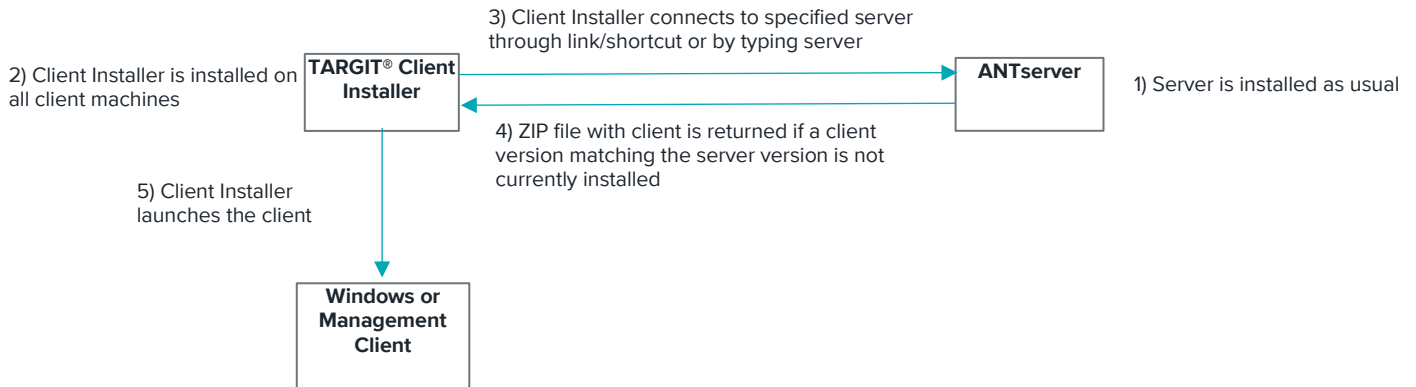 3) Client Installer connects to specified server
through link/shortcut or by typing server
2) Client Installer is installed on
all client machines
TARGIT® Client
Installer
ANTserver
1) Server is installed as usual
4) ZIP file with client is returned if a client
version matching the server version is not
currently installed
5) Client Installer
launches the client
Windows or
Management
Client